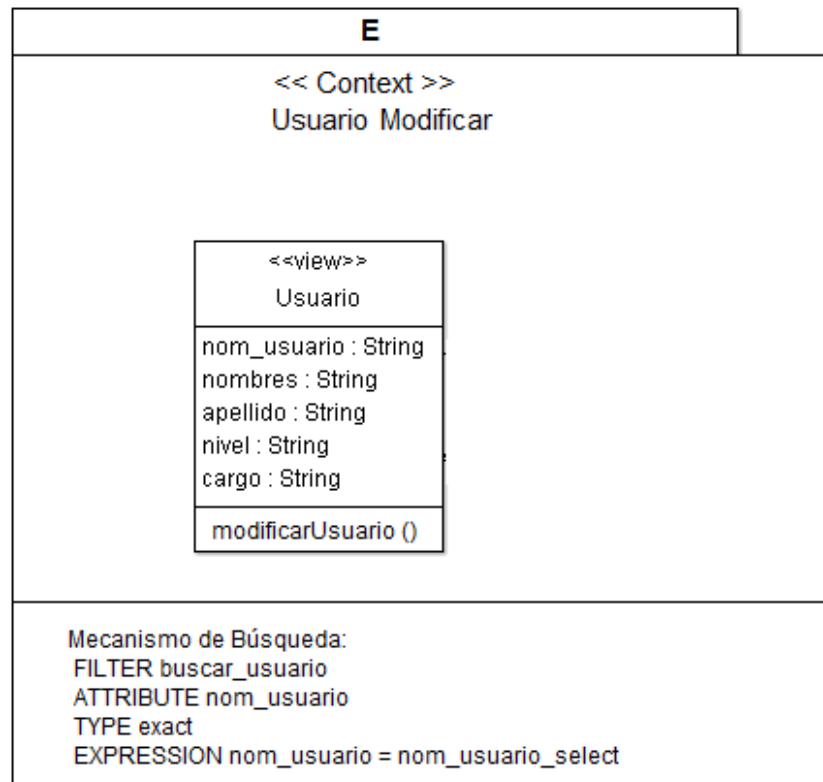 E
<< Context >>
Usuario Modificar
<<view>>
Usuario
nom_usuario : String
nombres : String
apellido : String
nivel : String
cargo : String
modificarUsuario ()
Mecanismo de Búsqueda:
FILTER buscar_usuario
ATTRIBUTE nom_usuario
TYPE exact
EXPRESSION nom_usuario = nom_usuario_select